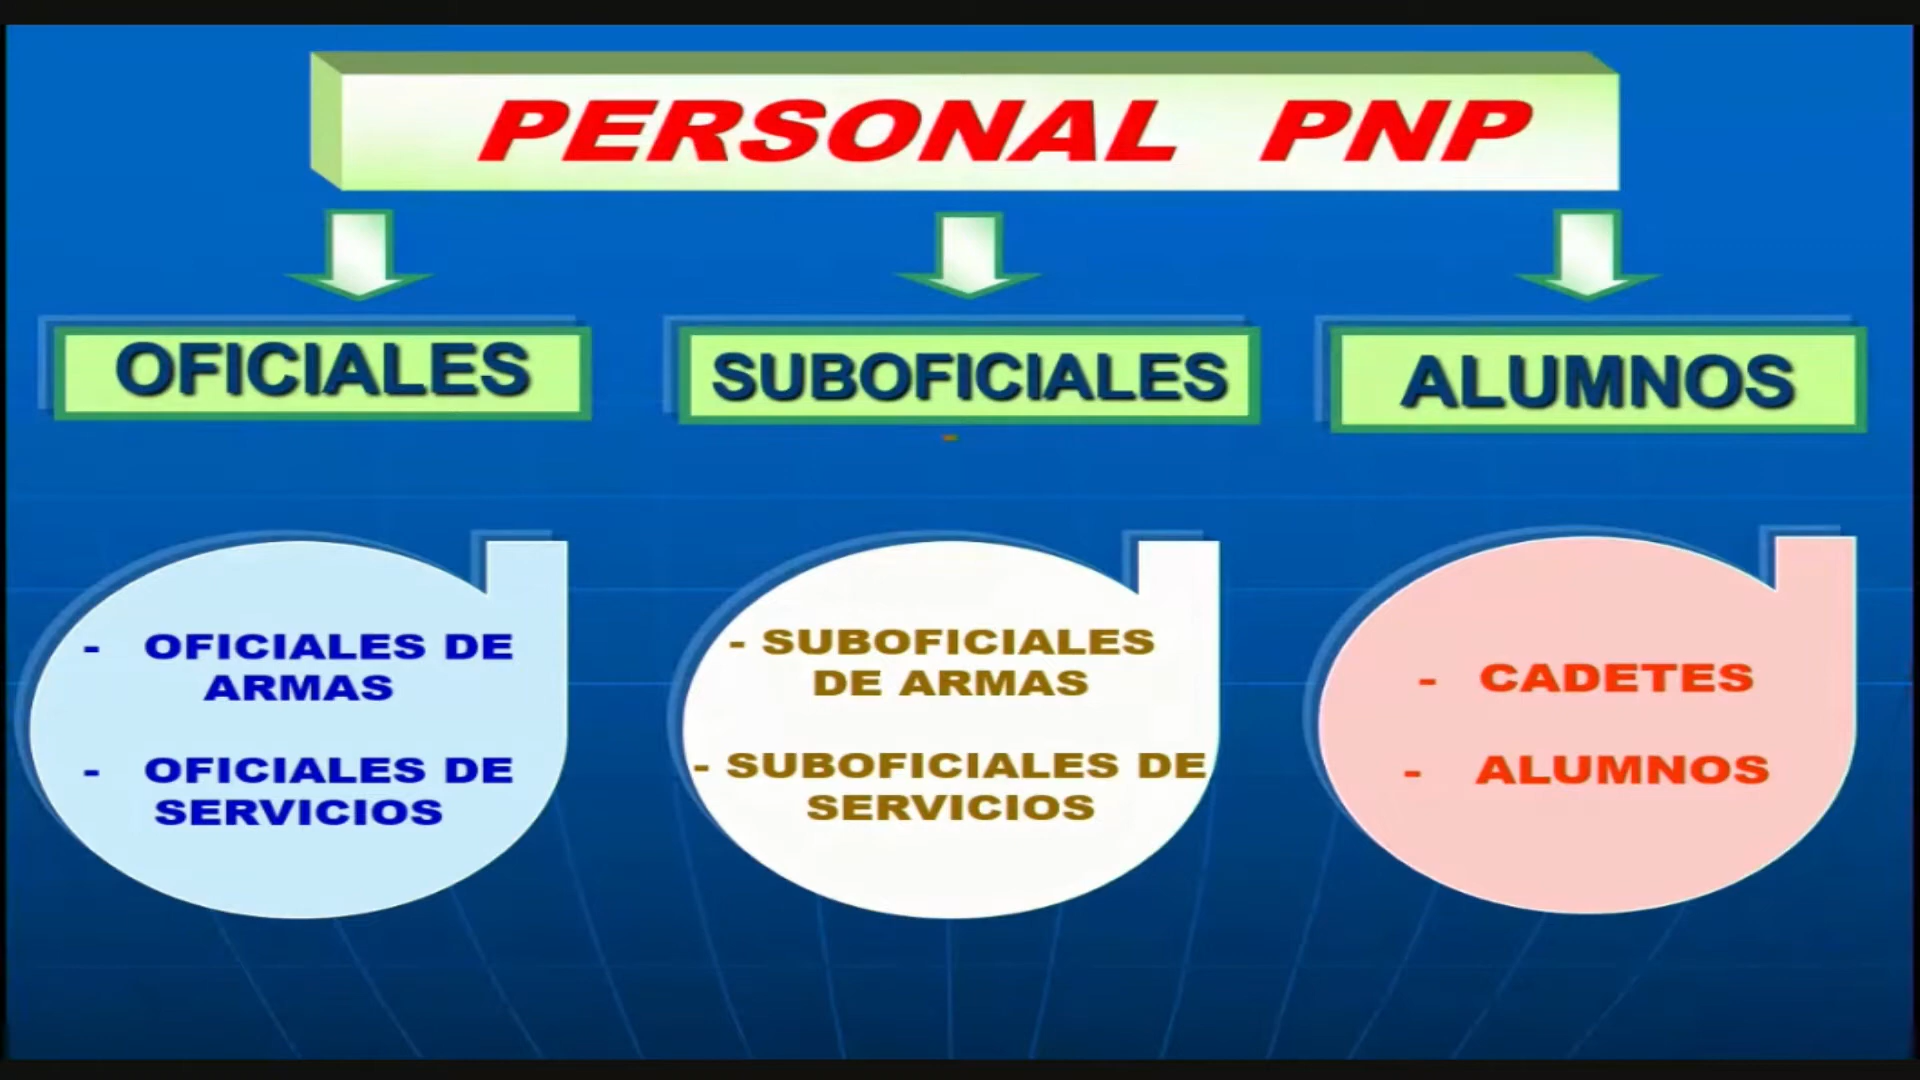 PERSONAL PNP
OFICIALES
SUBOFICIALES
ALUMNOS
- OFICIALES DE
ARMAS
- OFICIALES DE
SERVICIOS
- SUBOFICIALES
DE ARMAS
- SUBOFICIALES DE
SERVICIOS
- CADETES
- ALUMNOS